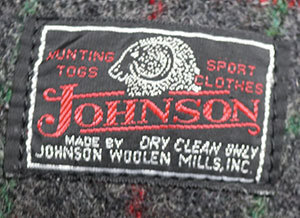 HUNTING SPORT
TOGS CLOTHES
JOHNSON
MADE BY DRY CLEAN ONLY
JOHNSON WOOLEN MILLS, INC.